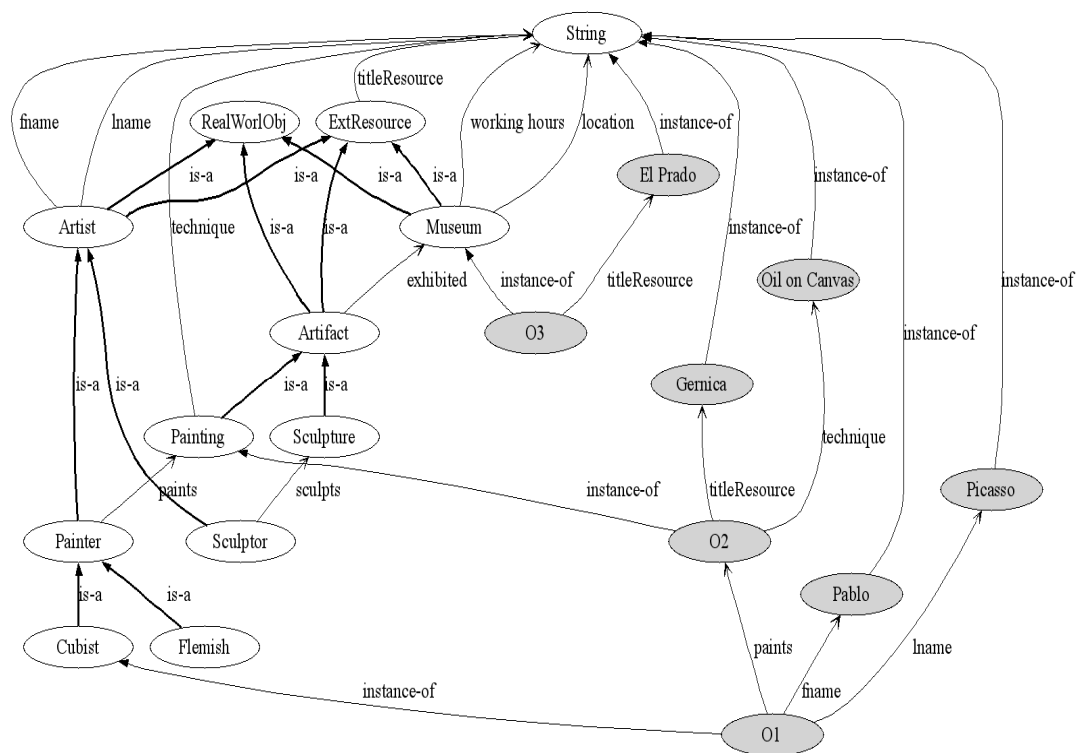 String
titleResource
fname
lname
RealWorlObj
ExtResource
working hours
location
instance-of
El Prado
is-a
is-a
is-a
is-a
Artist
technique
Museum
instance-of
is-a
is-a
exhibited
instance-of
titleResource
Oil on Canvas
instance-of
instance-of
Artifact
O3
instance-of
is-a
is-a
is-a
is-a
Gernica
Painting
Sculpture
technique
paints
sculpts
instance-of
titleResource
Picasso
Painter
Sculptor
O2
is-a
is-a
Pablo
Cubist
Flemish
paints
lname
instance-of
fname
O1